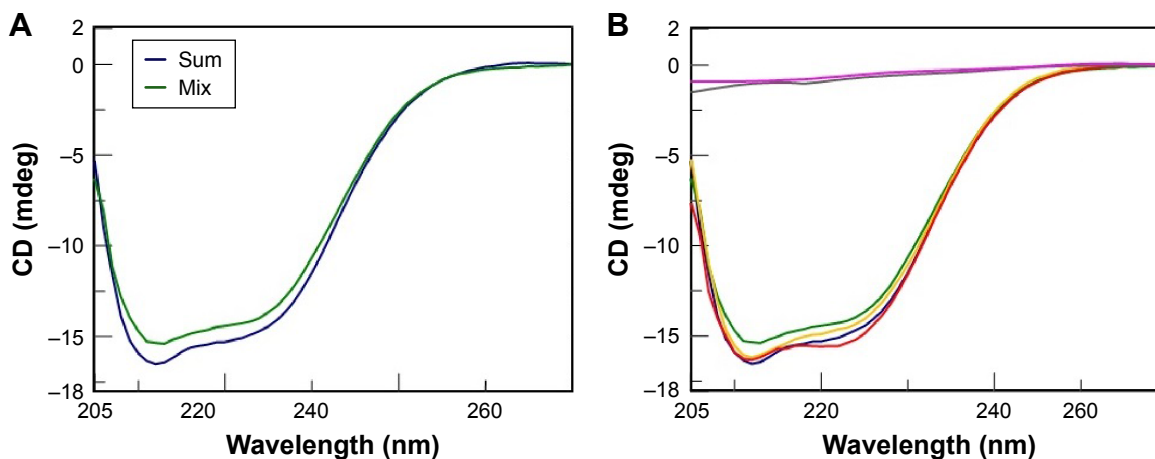 A
2
0
–5
–10
–15
–18
CD (mdeg)
Sum
Mix
205
220
240
260
Wavelength (nm)
B
2
0
–5
–10
–15
–18
CD (mdeg)
205
220
240
260
Wavelength (nm)